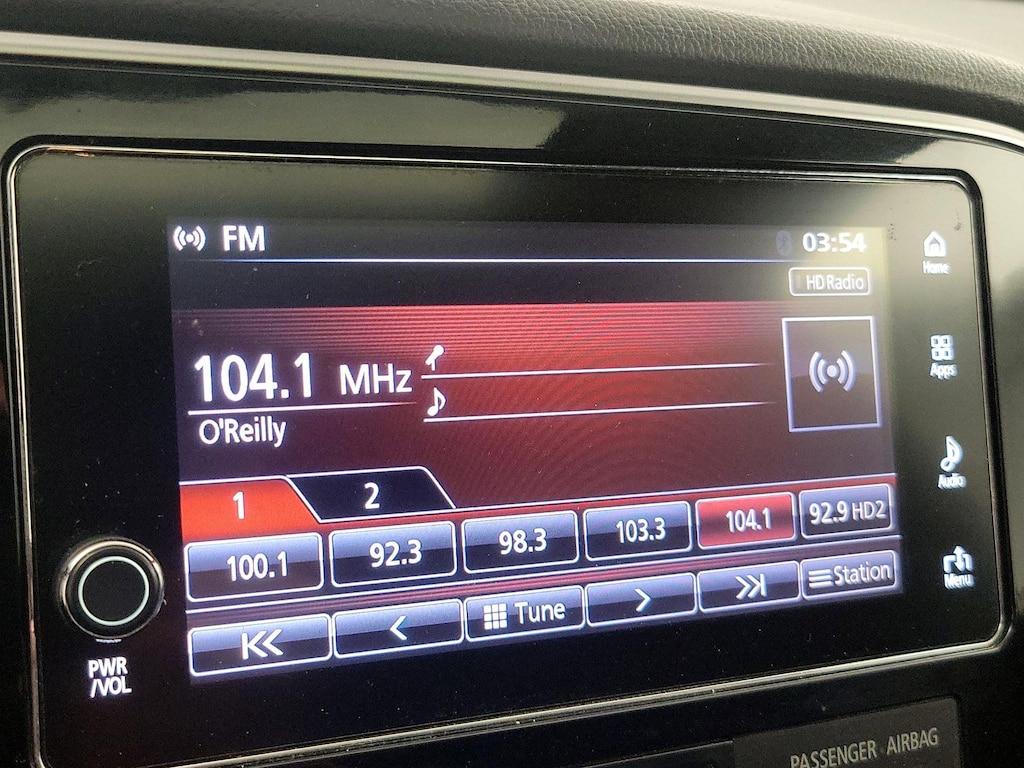 FM
03:54
HD Radio
Home
104.1 MHz
O'Reilly
Apps
Audio
1
2
100.1
92.3
98.3
103.3
104.1
92.9 HD2
Tune
Station
Menu
PWR
/VOL
PASSENGER AIRBAG